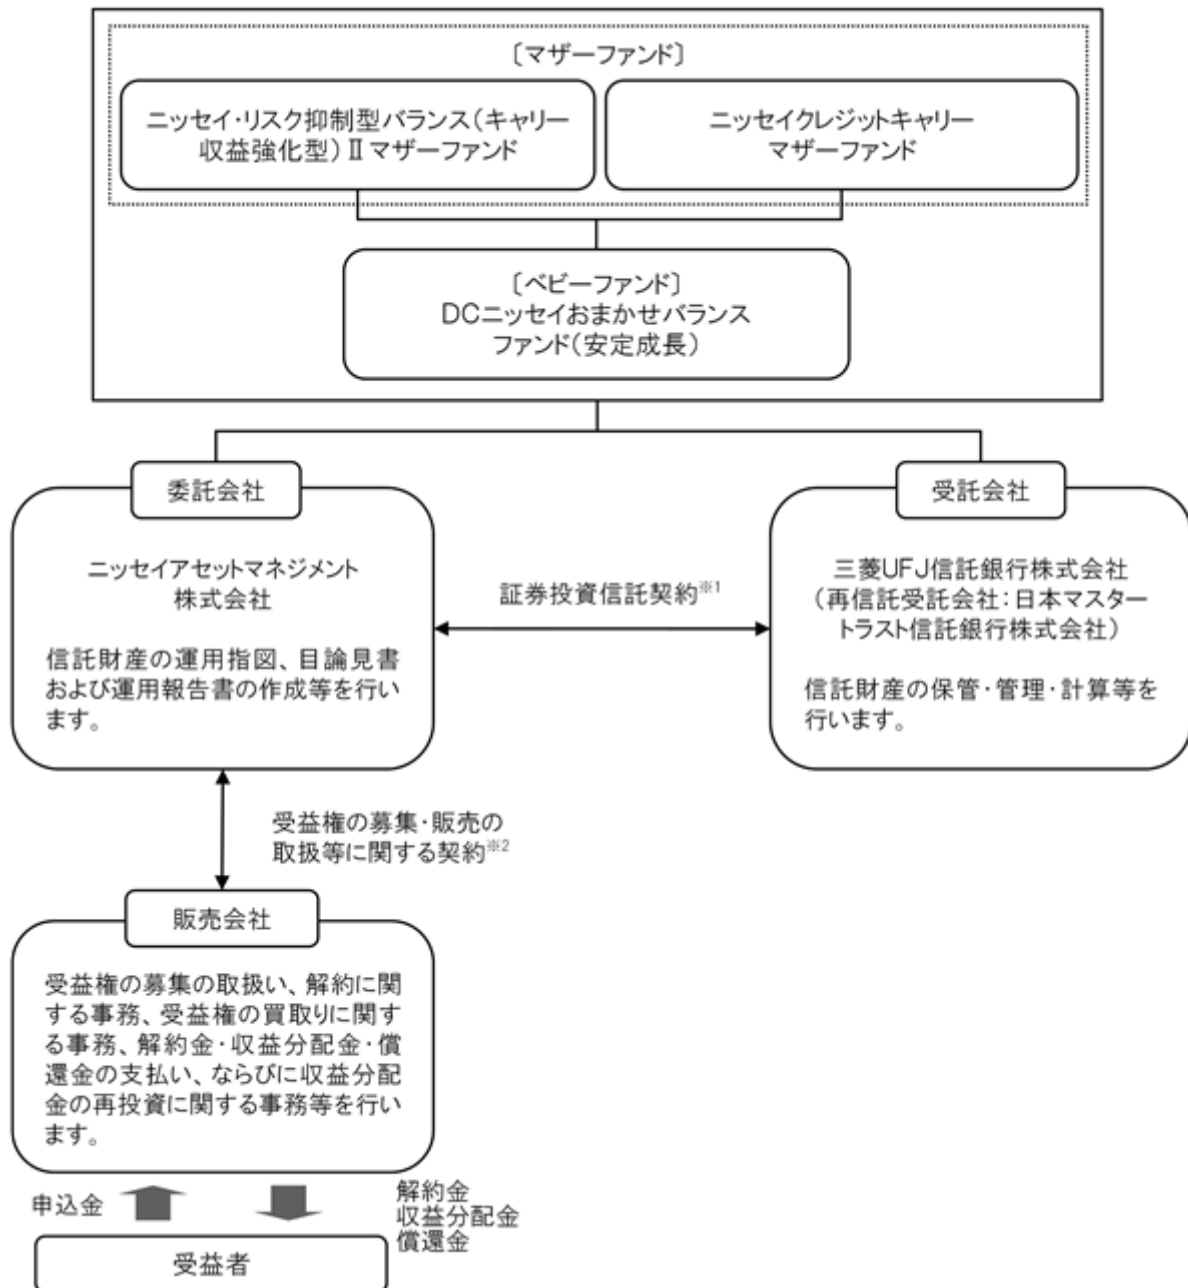 〔マザーファンド〕
ニッセイ・リスク抑制型バランス（キャリー
収益強化型）Ⅱマザーファンド
ニッセイクレジットキャリー
マザーファンド
〔ベビーファンド〕
DCニッセイおまかせバランス
ファンド（安定成長）
委託会社
ニッセイアセットマネジメント
株式会社
信託財産の運用指図、目論見書
および運用報告書の作成等を行い
ます。
証券投資信託契約※1
受託会社
三菱UFJ信託銀行株式会社
（再信託受託会社：日本マスター
トラスト信託銀行株式会社）
信託財産の保管・管理・計算等を
行います。
受益権の募集・販売の
取扱等に関する契約※2
販売会社
受益権の募集の取扱い、解約に関
する事務、受益権の買取りに関す
る事務、解約金・収益分配金・償
還金の支払い、ならびに収益分配
金の再投資に関する事務等を行い
ます。
申込金
解約金
収益分配金
償還金
受益者